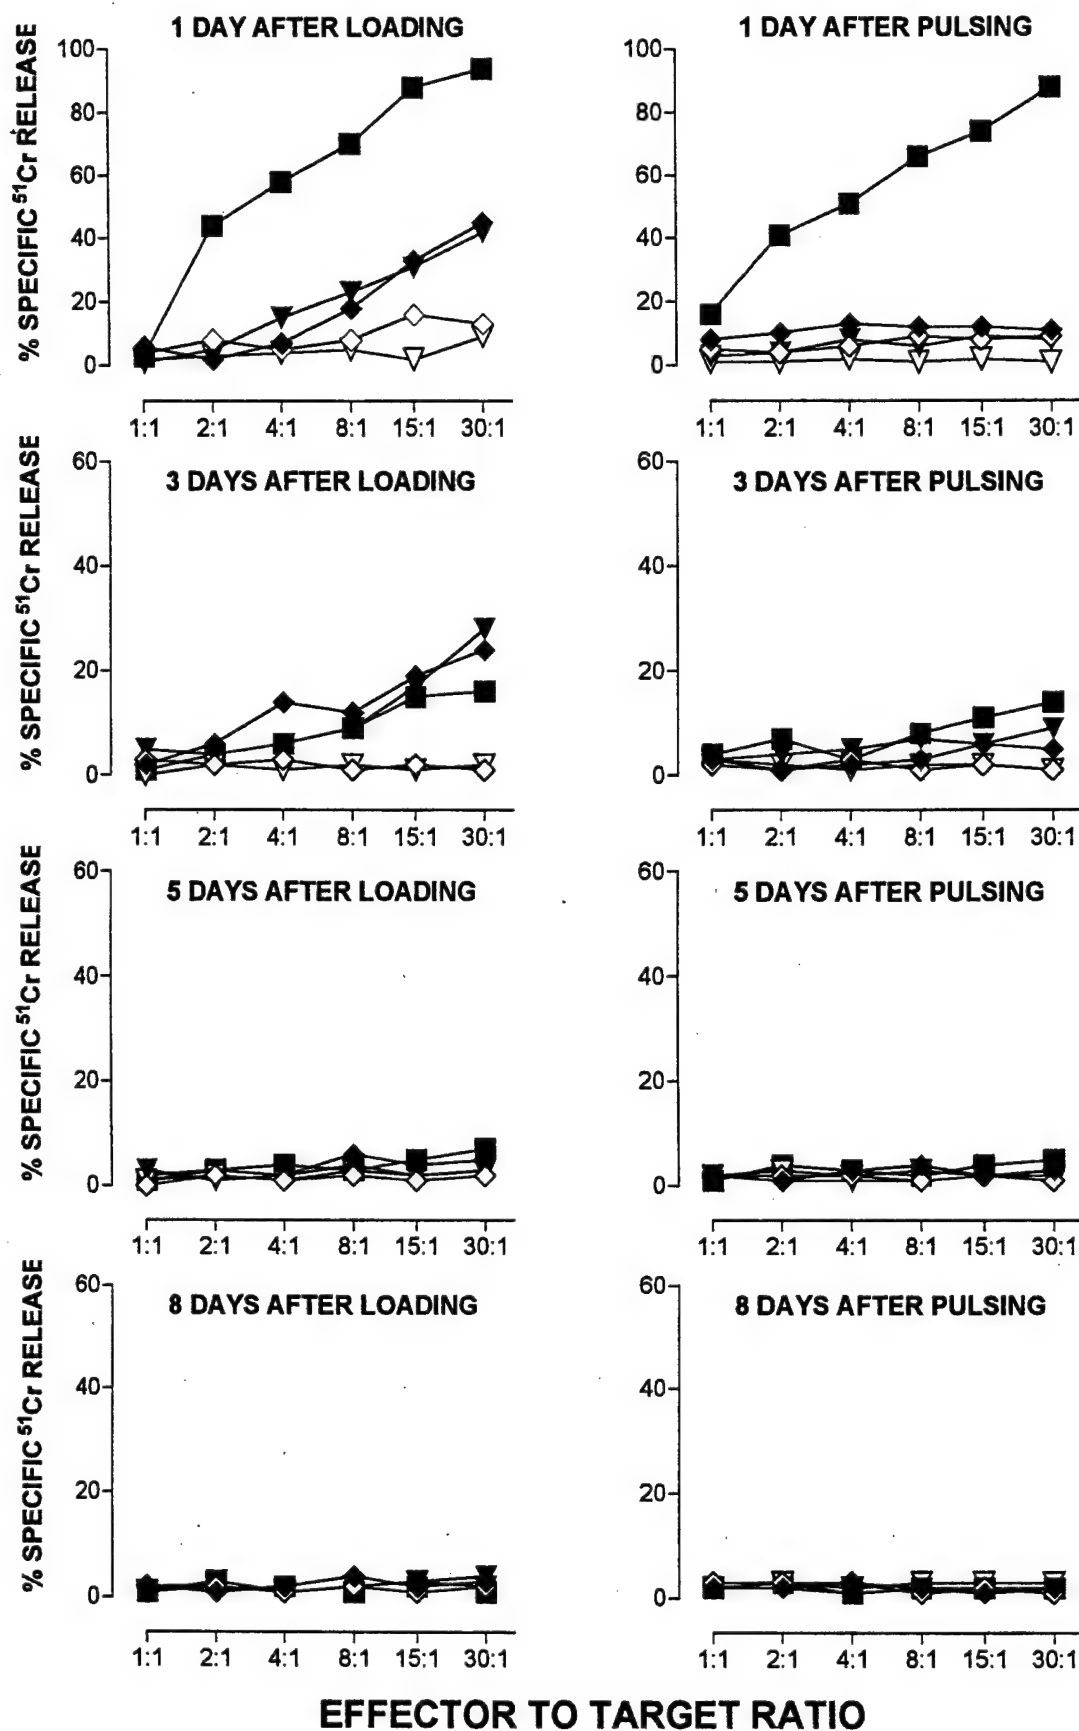 1 DAY AFTER LOADING
% SPECIFIC ⁵¹Cr RELEASE
100
80
60
40
20
0
1:1 2:1 4:1 8:1 15:1 30:1
1 DAY AFTER PULSING
100
80
60
40
20
0
1:1 2:1 4:1 8:1 15:1 30:1
3 DAYS AFTER LOADING
% SPECIFIC ⁵¹Cr RELEASE
60
40
20
0
1:1 2:1 4:1 8:1 15:1 30:1
3 DAYS AFTER PULSING
60
40
20
0
1:1 2:1 4:1 8:1 15:1 30:1
5 DAYS AFTER LOADING
% SPECIFIC ⁵¹Cr RELEASE
60
40
20
0
1:1 2:1 4:1 8:1 15:1 30:1
5 DAYS AFTER PULSING
60
40
20
0
1:1 2:1 4:1 8:1 15:1 30:1
8 DAYS AFTER LOADING
% SPECIFIC ⁵¹Cr RELEASE
60
40
20
0
1:1 2:1 4:1 8:1 15:1 30:1
8 DAYS AFTER PULSING
60
40
20
0
1:1 2:1 4:1 8:1 15:1 30:1
EFFECTOR TO TARGET RATIO